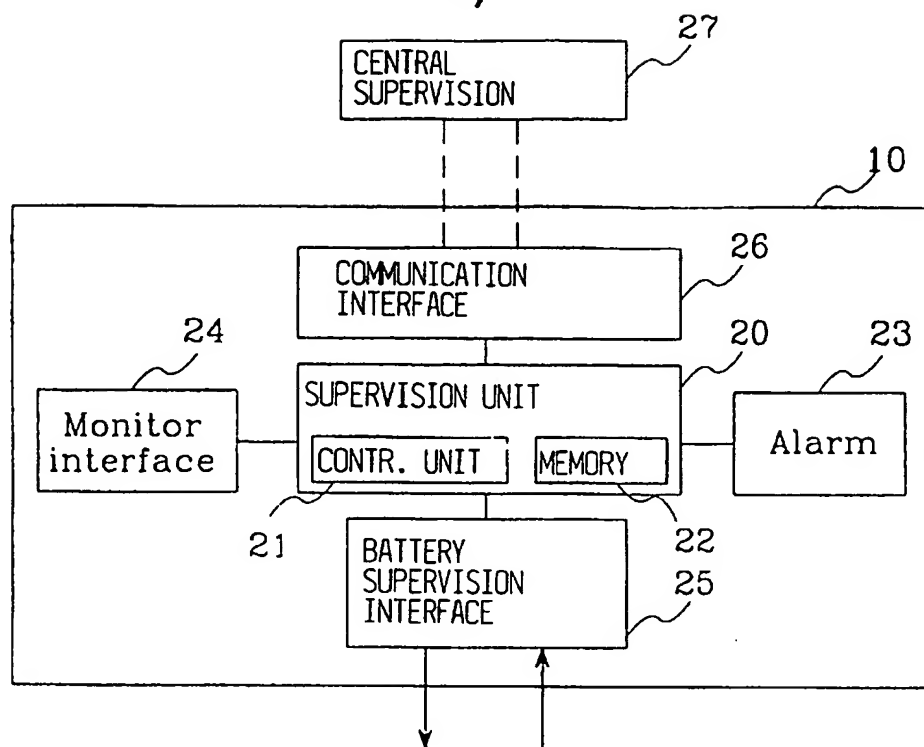 27
CENTRAL
SUPERVISION
10
COMMUNICATION
INTERFACE
26
24
20
23
SUPERVISION UNIT
Monitor
interface
CONTR. UNIT
MEMORY
Alarm
21
22
BATTERY
SUPERVISION
INTERFACE
25